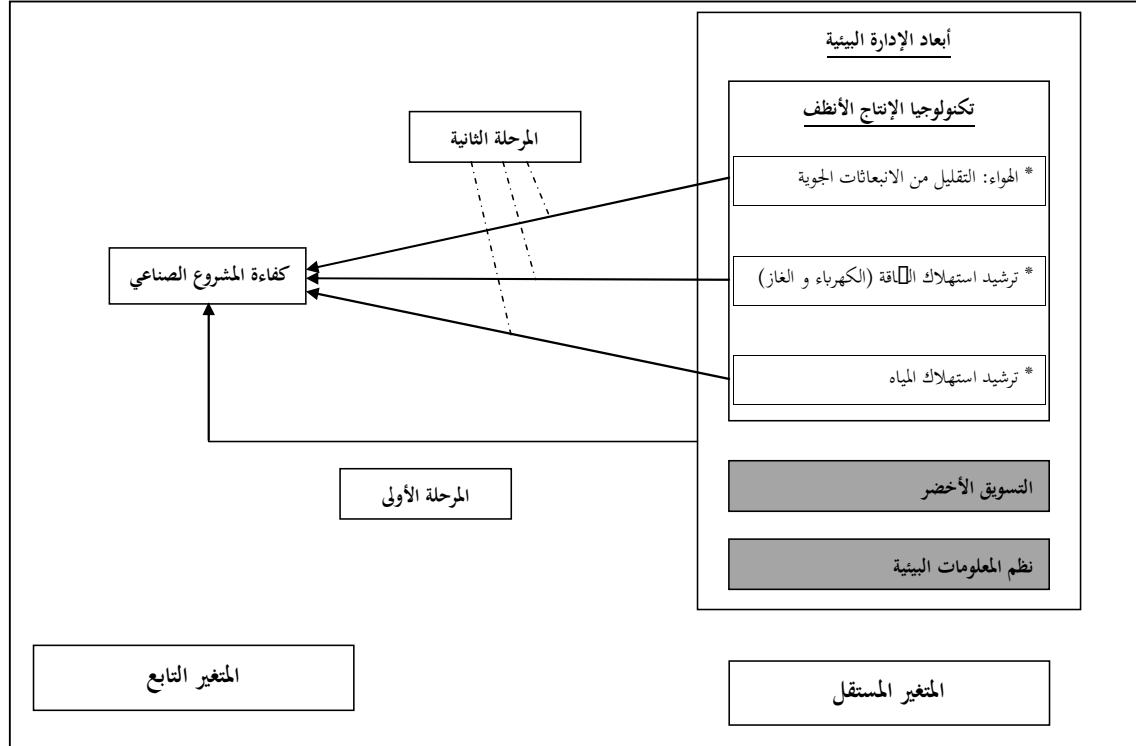 أبعاد الإدارة البيئية
تكنولوجيا الإنتاج الأنظف
* الهواء: التقليل من الانبعاثات الجوية
* ترشيد استهلاك (الكهرباء و الغاز)
* ترشيد استهلاك المياه
التسويق الأخضر
نظم المعلومات البيئية
المرحلة الثانية
كفاءة المشروع الصناعي
المرحلة الأولى
المتغير المستقل
المتغير التابع